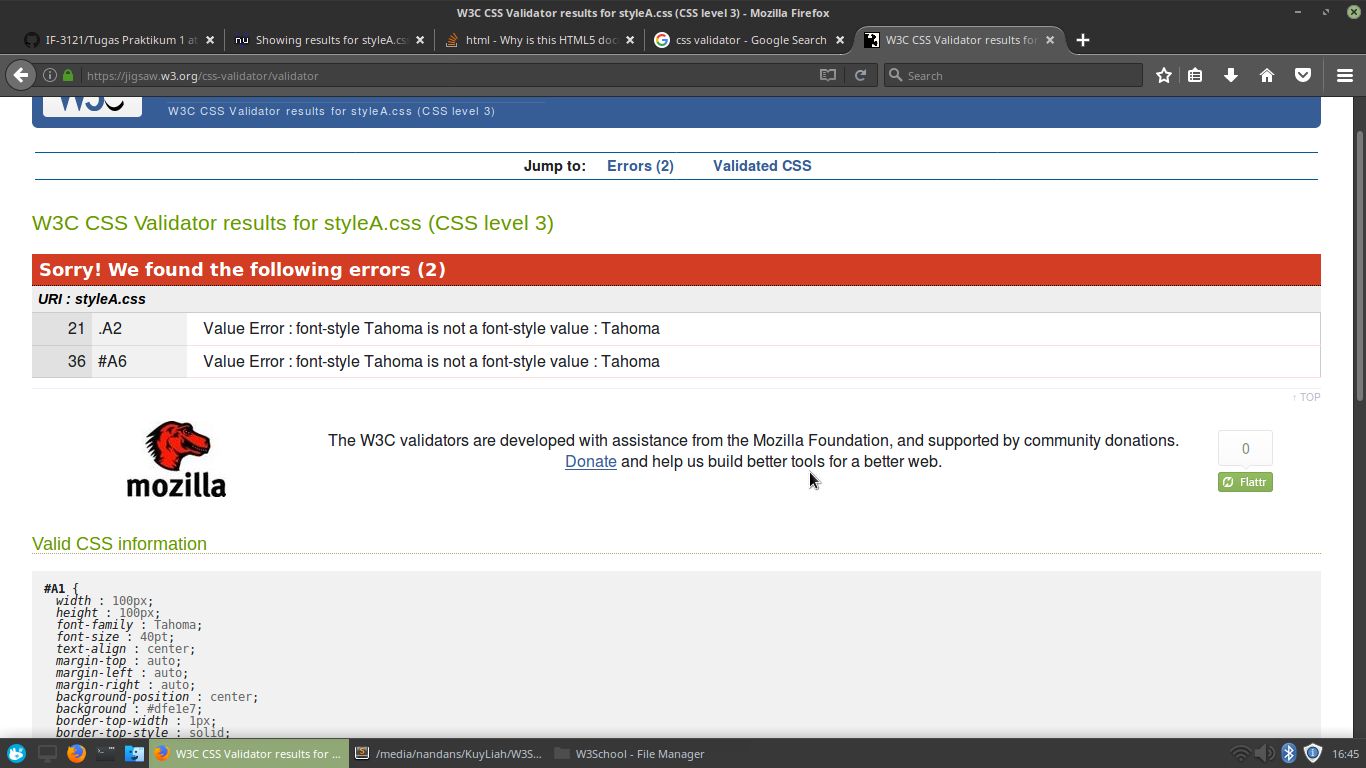 W3C CSS Validator results for styleA.css (CSS level 3) - Mozilla Firefox
IF-3121/Tugas Praktikum 1 at
Showing results for styleA.css
html - Why is this HTML5 doc
css validator - Google Search
W3C CSS Validator results for
https://jigsaw.w3.org/css-validator/validator
Search
W3C
W3C CSS Validator results for styleA.css (CSS level 3)
Jump to: Errors (2) Validated CSS
W3C CSS Validator results for styleA.css (CSS level 3)
Sorry! We found the following errors (2)
URI : styleA.css
21 .A2 Value Error : font-style Tahoma is not a font-style value : Tahoma
36 #A6 Value Error : font-style Tahoma is not a font-style value : Tahoma
↑ TOP
mozilla
The W3C validators are developed with assistance from the Mozilla Foundation, and supported by community donations.
Donate and help us build better tools for a better web.
0
Flattr
Valid CSS information
#A1 {
width : 100px;
height : 100px;
font-family : Tahoma;
font-size : 40pt;
text-align : center;
margin-top : auto;
margin-left : auto;
margin-right : auto;
background-position : center;
background : #dfe1e7;
border-top-width : 1px;
border-top-style : solid;
W3C CSS Validator results for ...
/media/nandans/KuyLiah/W3S...
W3School - File Manager
16:45